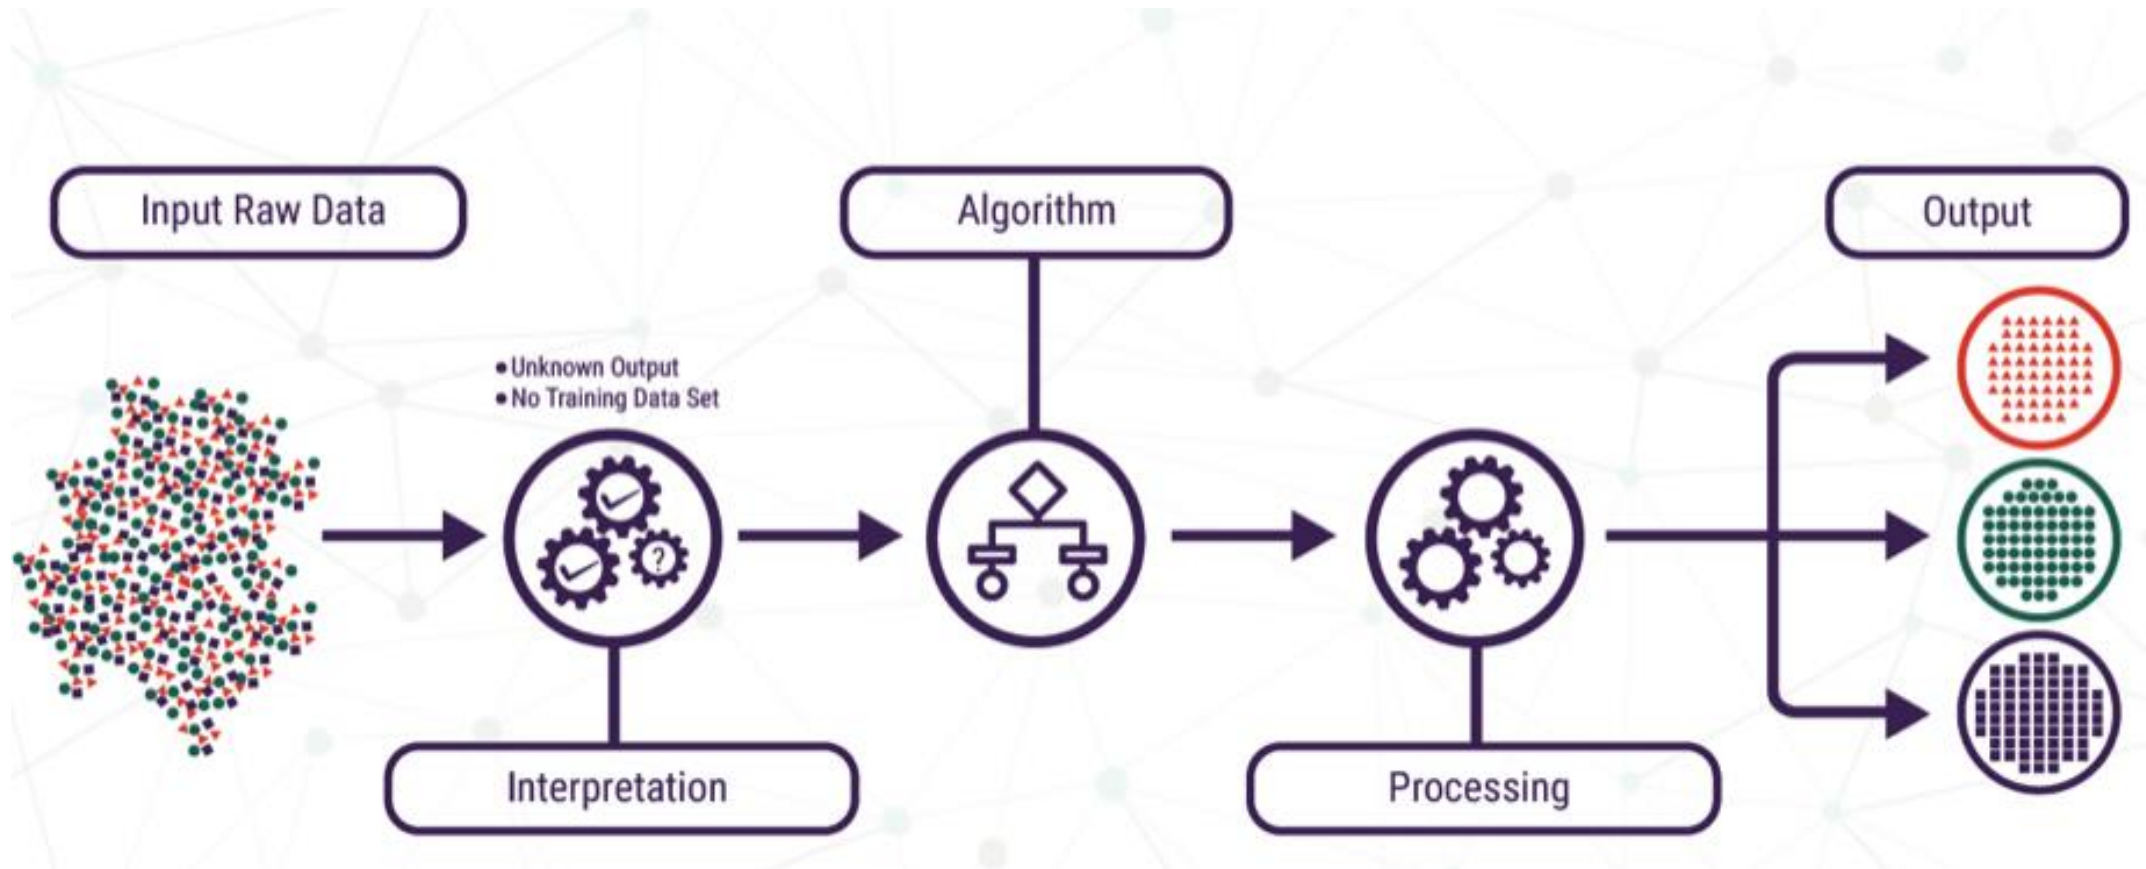 Input Raw Data
Algorithm
Output
• Unknown Output
• No Training Data Set
?
Interpretation
Processing